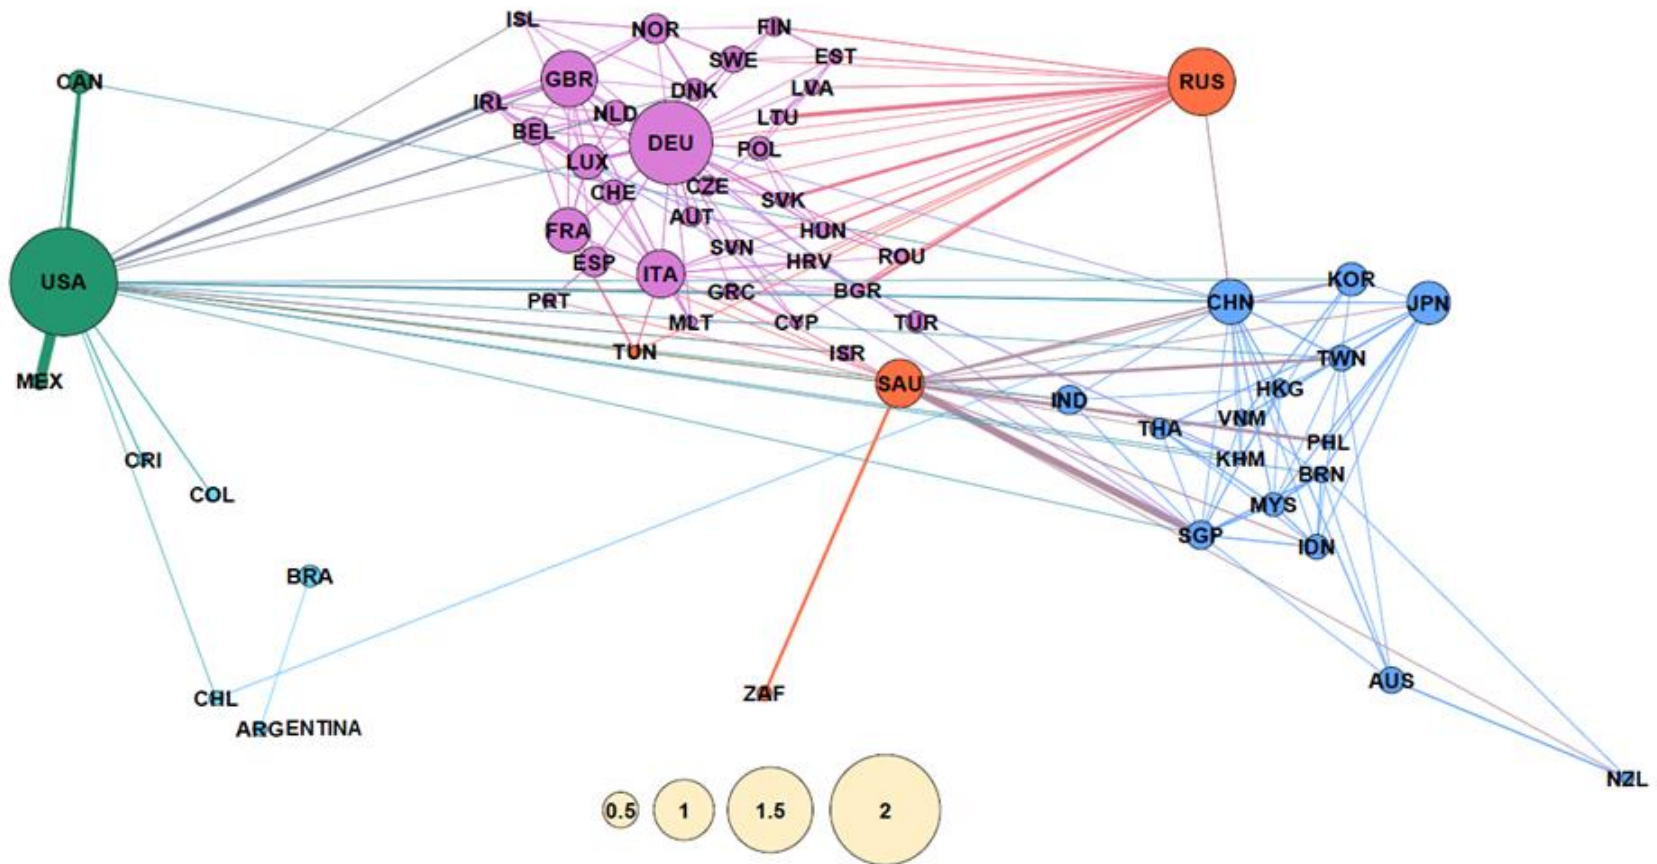 ISL
NOR
FIN
SWE
EST
CAN
GBR
RUS
DNK
LVA
IRL
NLD
LTU
BEL
DEU
POL
LUX
CHE
CZE
SVK
AUT
FRA
HUN
SVN
ROU
ESP
HRV
USA
ITA
KOR
GRC
BGR
PRT
CHN
JPN
MLT
CYP
TUR
TUN
ISR
TWN
MEX
SAU
HKG
IND
VNM
THA
PHL
CRI
KHM
BRN
COL
MYS
SGP
IDN
BRA
AUS
CHL
ZAF
ARGENTINA
NZL
0.5
1
1.5
2